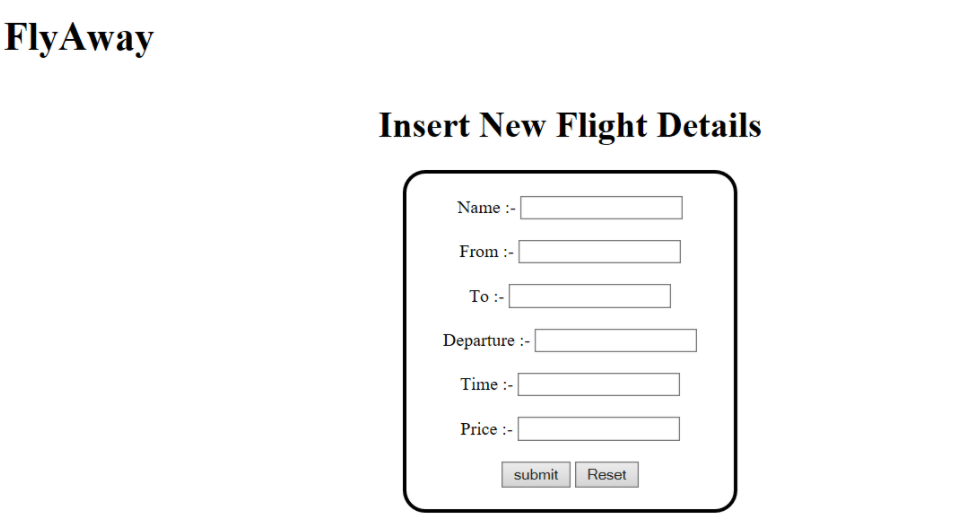 FlyAway
Insert New Flight Details
Name :-
From :-
To :-
Departure :-
Time :-
Price :-
submit Reset